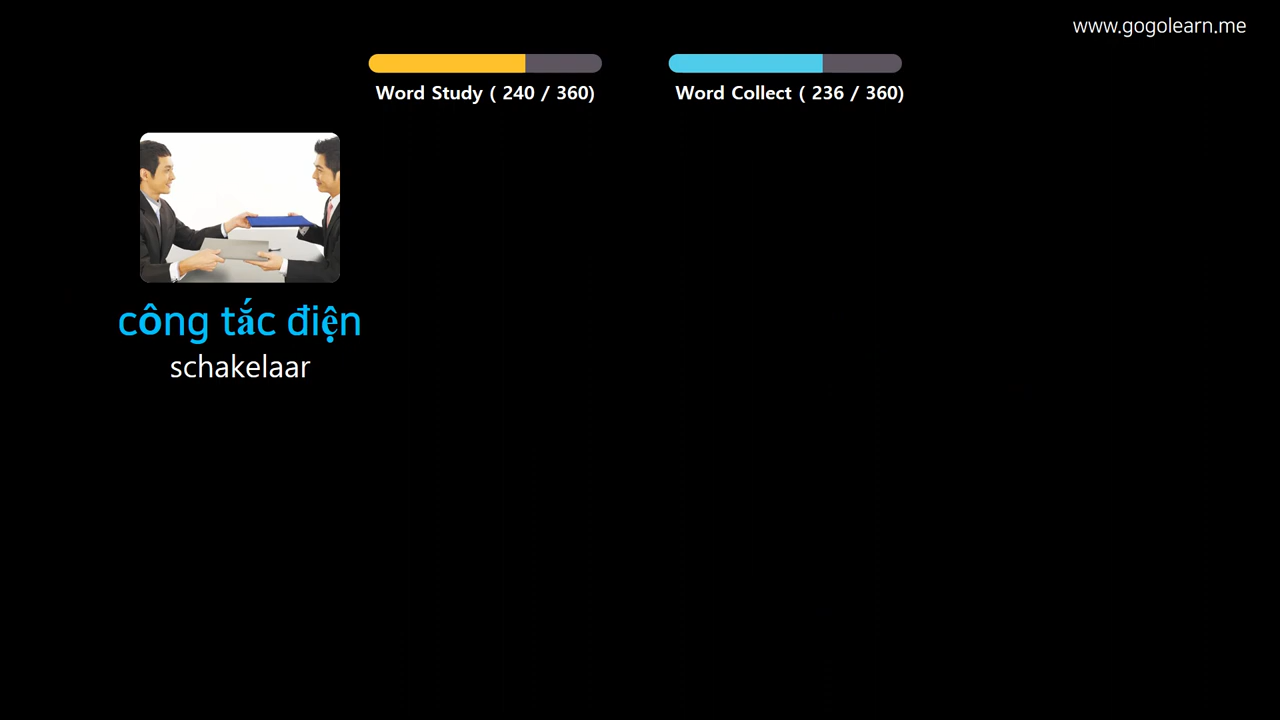 www.gogolearn.me
Word Study ( 240 / 360)
Word Collect ( 236 / 360)
công tắc điện
schakelaar